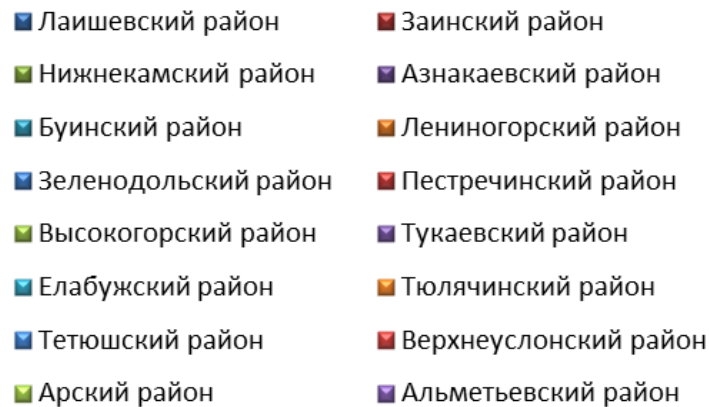 Лаишевский район
Заинский район
Нижнекамский район
Азнакаевский район
Буинский район
Лениногорский район
Зеленодольский район
Пестречинский район
Высокогорский район
Тукаевский район
Елабужский район
Тюлячинский район
Тетюшский район
Верхнеуслонский район
Арский район
Альметьевский район